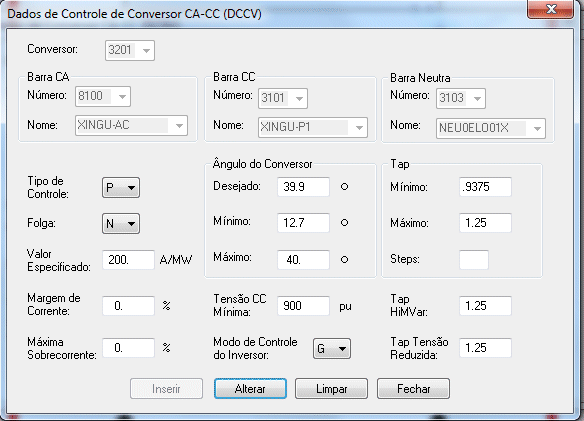 Dados de Controle de Conversor CA-CC (DCCV)
Conversor: 3201
Barra CA
Número: 8100
Nome: XINGU-AC
Barra CC
Número: 3101
Nome: XINGU-P1
Barra Neutra
Número: 3103
Nome: NEU0ELO01X
Tipo de
Controle: P
Folga: N
Valor
Especificado: 200. A/MW
Margem de
Corrente: 0. %
Máxima
Sobrecorrente: 0. %
Ângulo do Conversor
Desejado: 39.9 o
Mínimo: 12.7 o
Máximo: 40. o
Tensão CC
Mínima: 900 pu
Modo de Controle
do Inversor: G
Tap
Mínimo: .9375
Máximo: 1.25
Steps:
Tap
HiMVar: 1.25
Tap Tensão
Reduzida: 1.25
Inserir Alterar Limpar Fechar